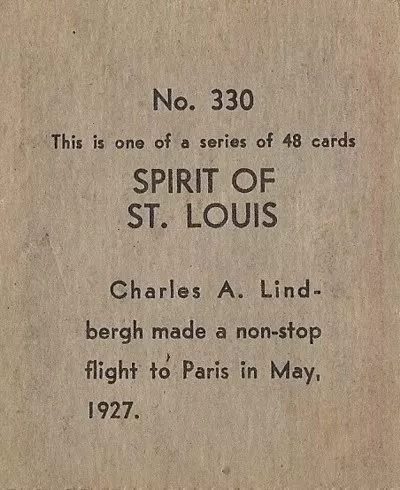 No. 330
This is one of a series of 48 cards
SPIRIT OF
ST. LOUIS
Charles A. Lind-
bergh made a non-stop
flight to Paris in May,
1927.